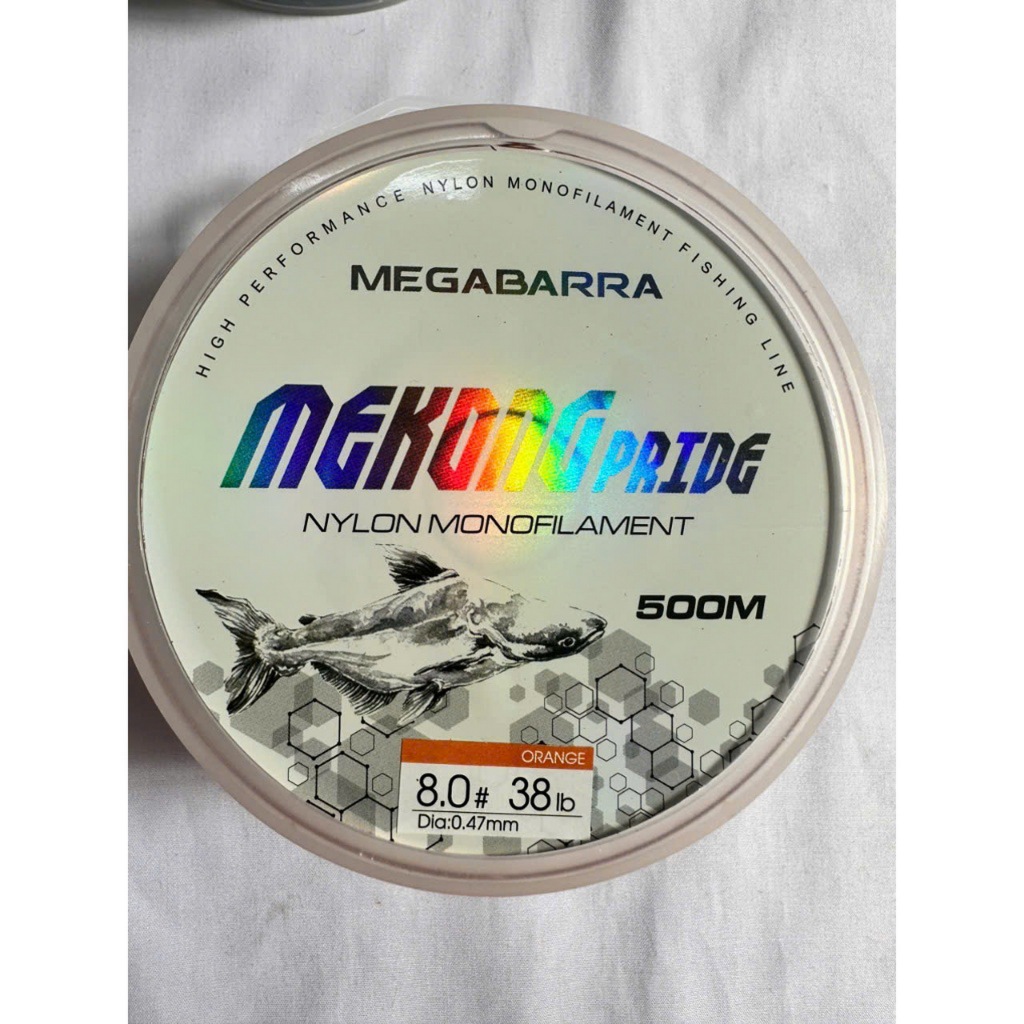 HIGH PERFORMANCE NYLON MONOFILAMENT FISHING LINE
MEGABARRA
MEKONG PRIDE
NYLON MONOFILAMENT
500M
ORANGE
8.0# 38lb
Dia:0.47mm